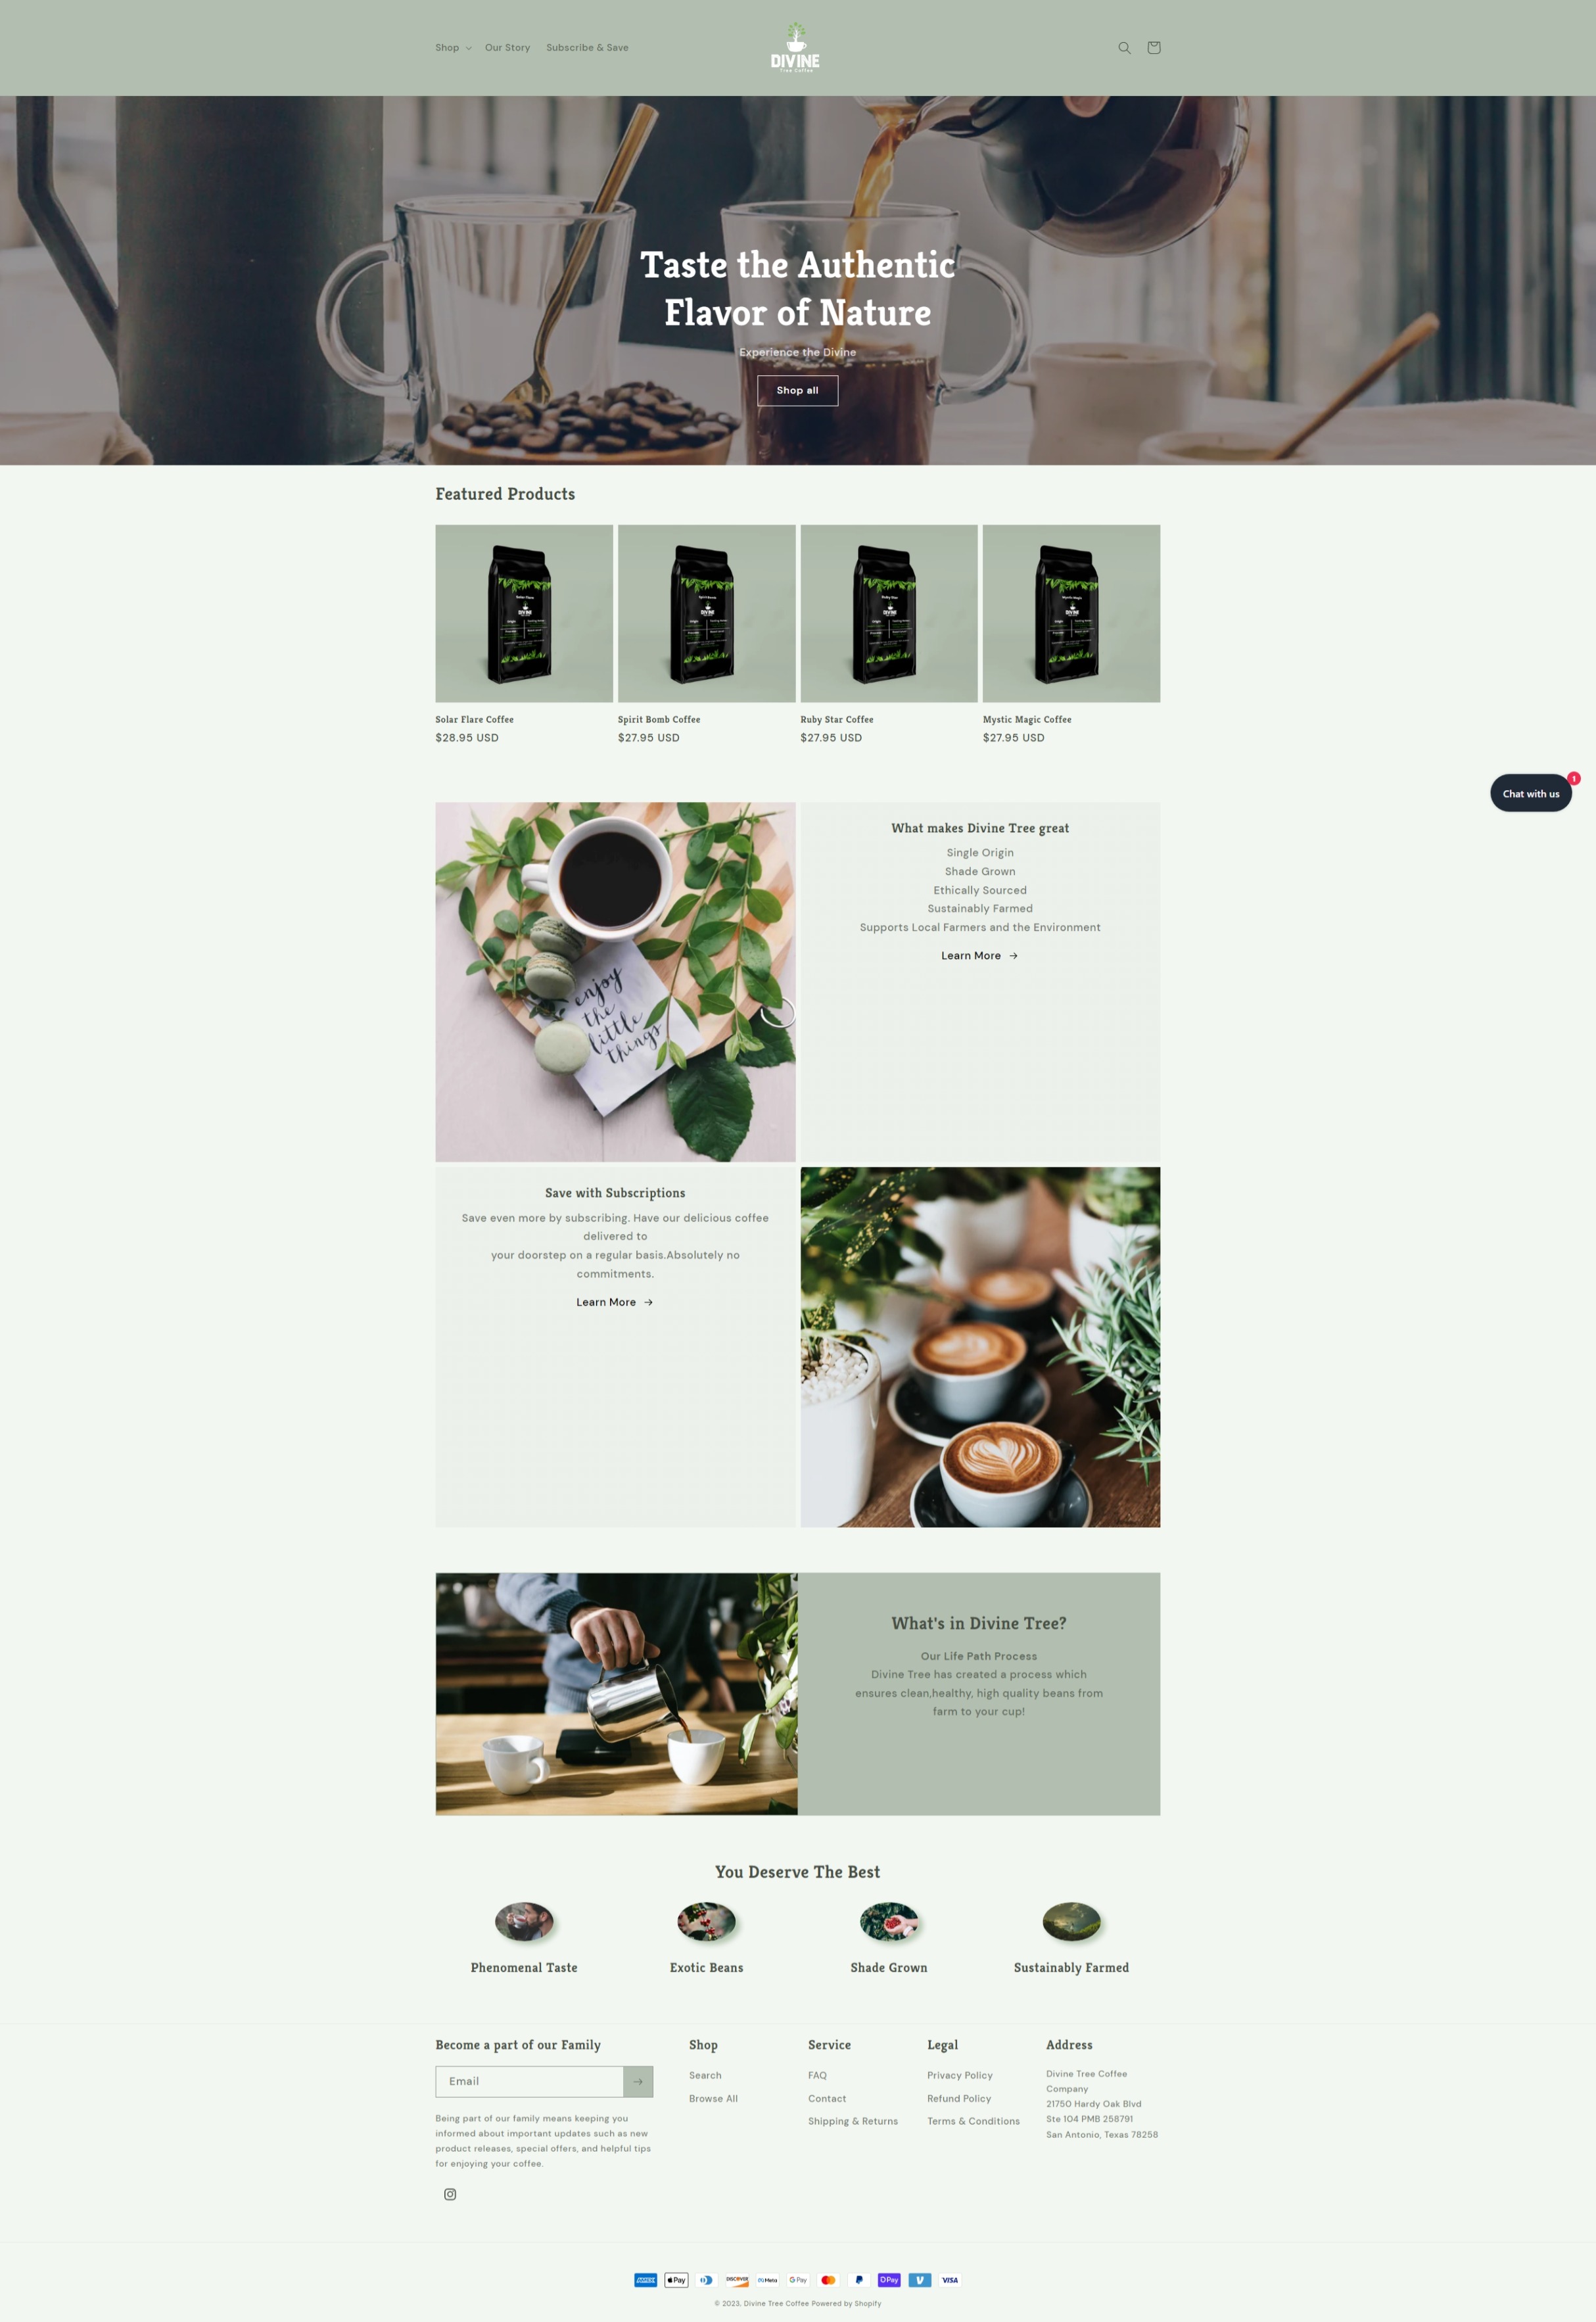 Shop
Our Story
Subscribe & Save
DIVINE
Tree Coffee
Taste the Authentic
Flavor of Nature
Experience the Divine
Shop all
Featured Products
Solar Flare Coffee
$28.95 USD
Spirit Bomb Coffee
$27.95 USD
Ruby Star Coffee
$27.95 USD
Mystic Magic Coffee
$27.95 USD
1
Chat with us
enjoy
the
little
things
What makes Divine Tree great
Single Origin
Shade Grown
Ethically Sourced
Sustainably Farmed
Supports Local Farmers and the Environment
Learn More
Save with Subscriptions
Save even more by subscribing. Have our delicious coffee
delivered to
your doorstep on a regular basis.Absolutely no
commitments.
Learn More
What's in Divine Tree?
Our Life Path Process
Divine Tree has created a process which
ensures clean,healthy, high quality beans from
farm to your cup!
You Deserve The Best
Phenomenal Taste
Exotic Beans
Shade Grown
Sustainably Farmed
Become a part of our Family
Email
Being part of our family means keeping you
informed about important updates such as new
product releases, special offers, and helpful tips
for enjoying your coffee.
Shop
Search
Browse All
Service
FAQ
Contact
Shipping & Returns
Legal
Privacy Policy
Refund Policy
Terms & Conditions
Address
Divine Tree Coffee
Company
21750 Hardy Oak Blvd
Ste 104 PMB 258791
San Antonio, Texas 78258
Pay
DISCOVER
Meta
G Pay
Pay
VISA
© 2023, Divine Tree Coffee Powered by Shopify